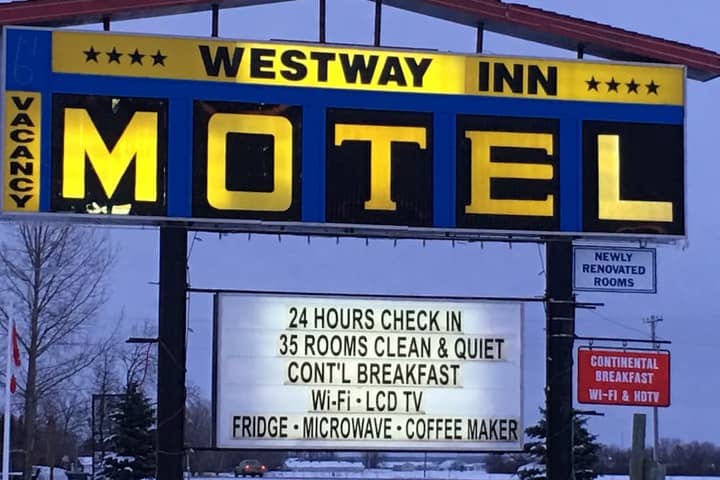 ★★★★ WESTWAY INN ★★★★
VACANCY
MOTEL
NEWLY
RENOVATED
ROOMS
24 HOURS CHECK IN
35 ROOMS CLEAN & QUIET
CONT'L BREAKFAST
Wi-Fi • LCD TV
FRIDGE • MICROWAVE • COFFEE MAKER
CONTINENTAL
BREAKFAST
WI-FI & HDTV